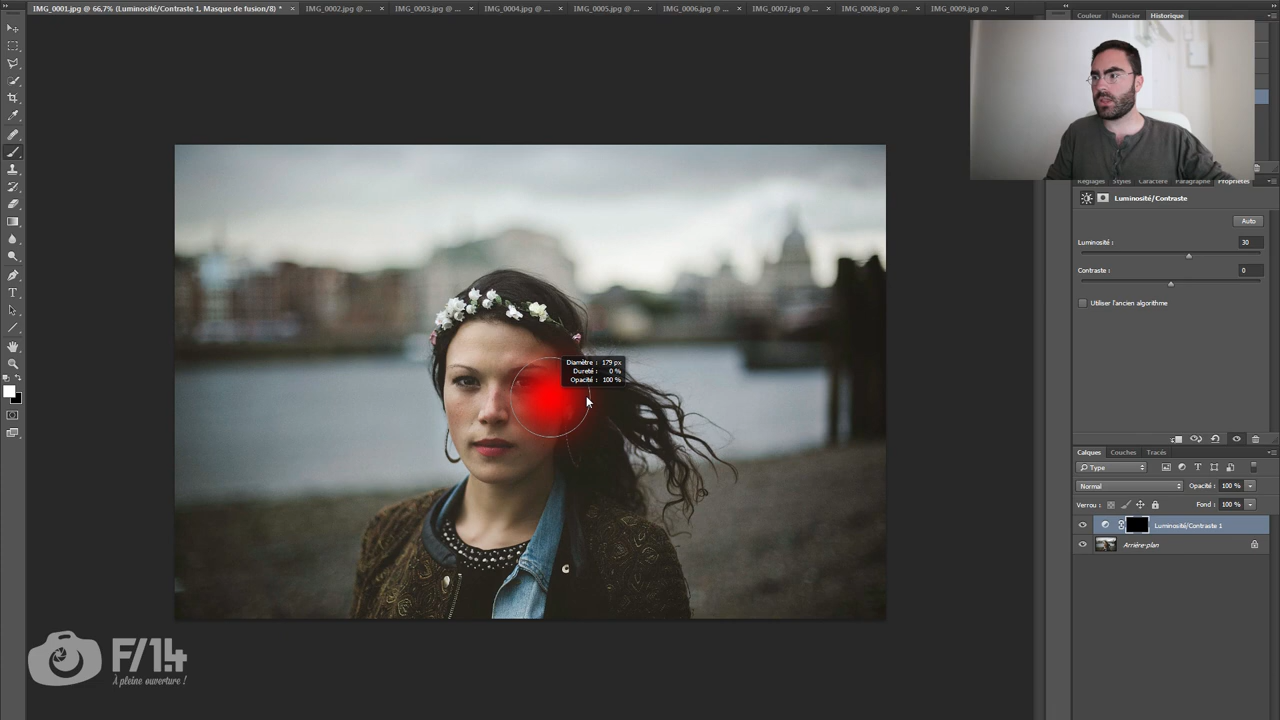 IMG_0001.jpg @ 66,7% (Luminosité/Contraste 1, Masque de fusion/8) * ×
IMG_0002.jpg @ ... ×
IMG_0003.jpg @ ... ×
IMG_0004.jpg @ ... ×
IMG_0005.jpg @ ... ×
IMG_0006.jpg @ ... ×
IMG_0007.jpg @ ... ×
IMG_0008.jpg @ ... ×
IMG_0009.jpg @ ... ×
Couleur Nuancier Historique
Réglages Styles Caractère Paragraphe Propriétés
Luminosité/Contraste
Auto
Luminosité : 30
Contraste : 0
Utiliser l'ancien algorithme
Diamètre : 179 px
Dureté : 0 %
Opacité : 100 %
Calques Couches Tracés
Type
Normal Opacité : 100 %
Verrou : Fond : 100 %
Luminosité/Contraste 1
Arrière-plan
F/1.4
À pleine ouverture !